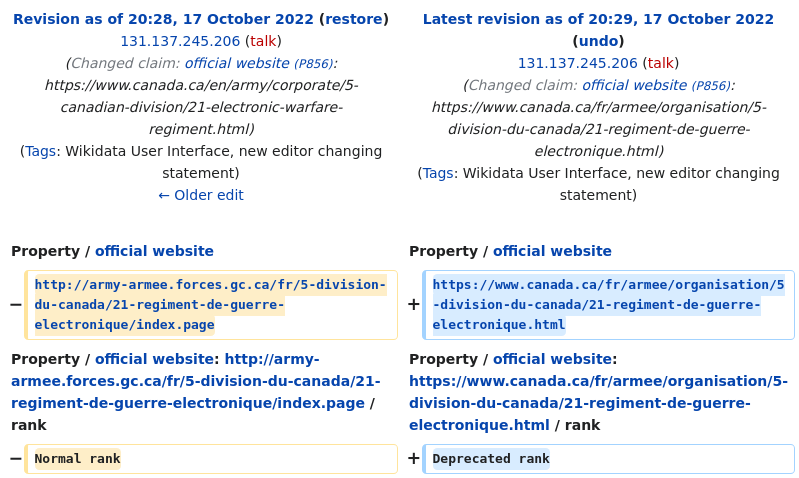 Revision as of 20:28, 17 October 2022 (restore)
131.137.245.206 (talk)
(Changed claim: official website (P856):
https://www.canada.ca/en/army/corporate/5-
canadian-division/21-electronic-warfare-
regiment.html)
(Tags: Wikidata User Interface, new editor changing
statement)
← Older edit
Latest revision as of 20:29, 17 October 2022
(undo)
131.137.245.206 (talk)
(Changed claim: official website (P856):
https://www.canada.ca/fr/armee/organisation/5-
division-du-canada/21-regiment-de-guerre-
electronique.html)
(Tags: Wikidata User Interface, new editor changing
statement)
Property / official website
− http://army-armee.forces.gc.ca/fr/5-division-
du-canada/21-regiment-de-guerre-
electronique/index.page
Property / official website
+ https://www.canada.ca/fr/armee/organisation/5
-division-du-canada/21-regiment-de-guerre-
electronique.html
Property / official website: http://army-
armee.forces.gc.ca/fr/5-division-du-canada/21-
regiment-de-guerre-electronique/index.page /
rank
− Normal rank
Property / official website:
https://www.canada.ca/fr/armee/organisation/5-
division-du-canada/21-regiment-de-guerre-
electronique.html / rank
+ Deprecated rank